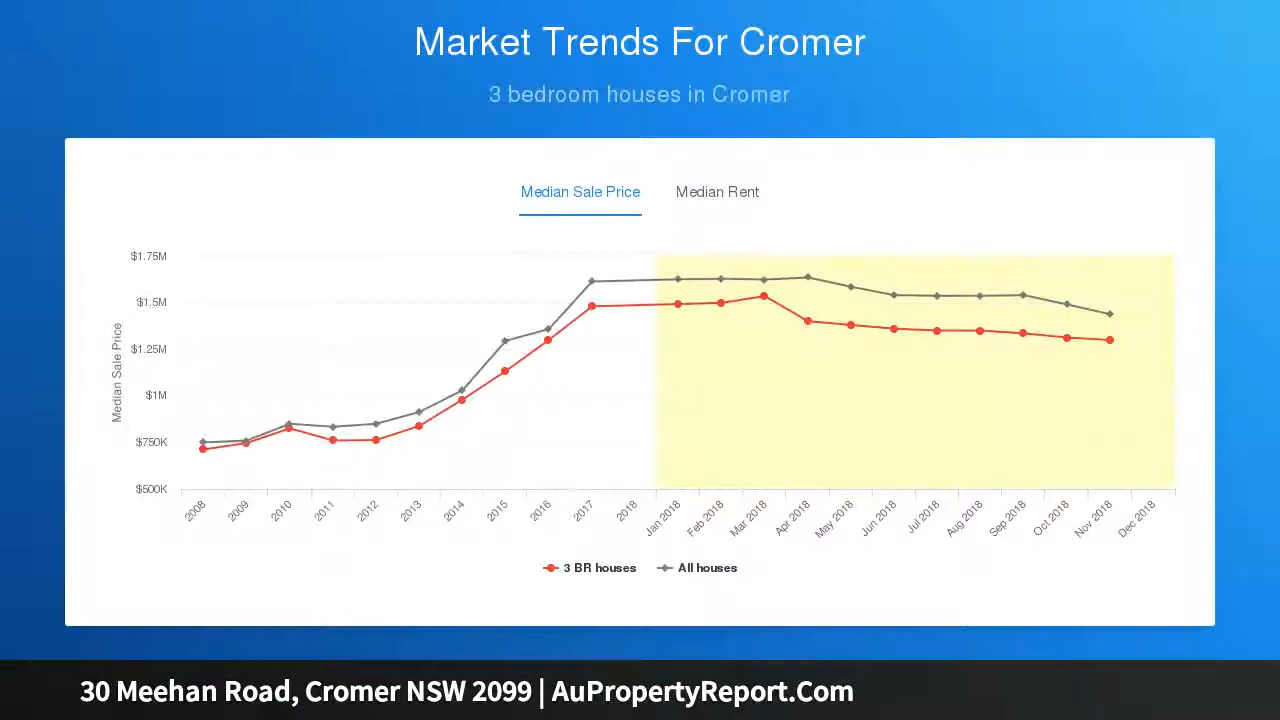 Market Trends For Cromer
3 bedroom houses in Cromer
Median Sale Price Median Rent
Median Sale Price
$1.75M
$1.5M
$1.25M
$1M
$750K
$500K
2008 2009 2010 2011 2012 2013 2014 2015 2016 2017 2018 Jan 2018 Feb 2018 Mar 2018 Apr 2018 May 2018 Jun 2018 Jul 2018 Aug 2018 Sep 2018 Oct 2018 Nov 2018 Dec 2018
3 BR houses All houses
30 Meehan Road, Cromer NSW 2099 | AuPropertyReport.Com